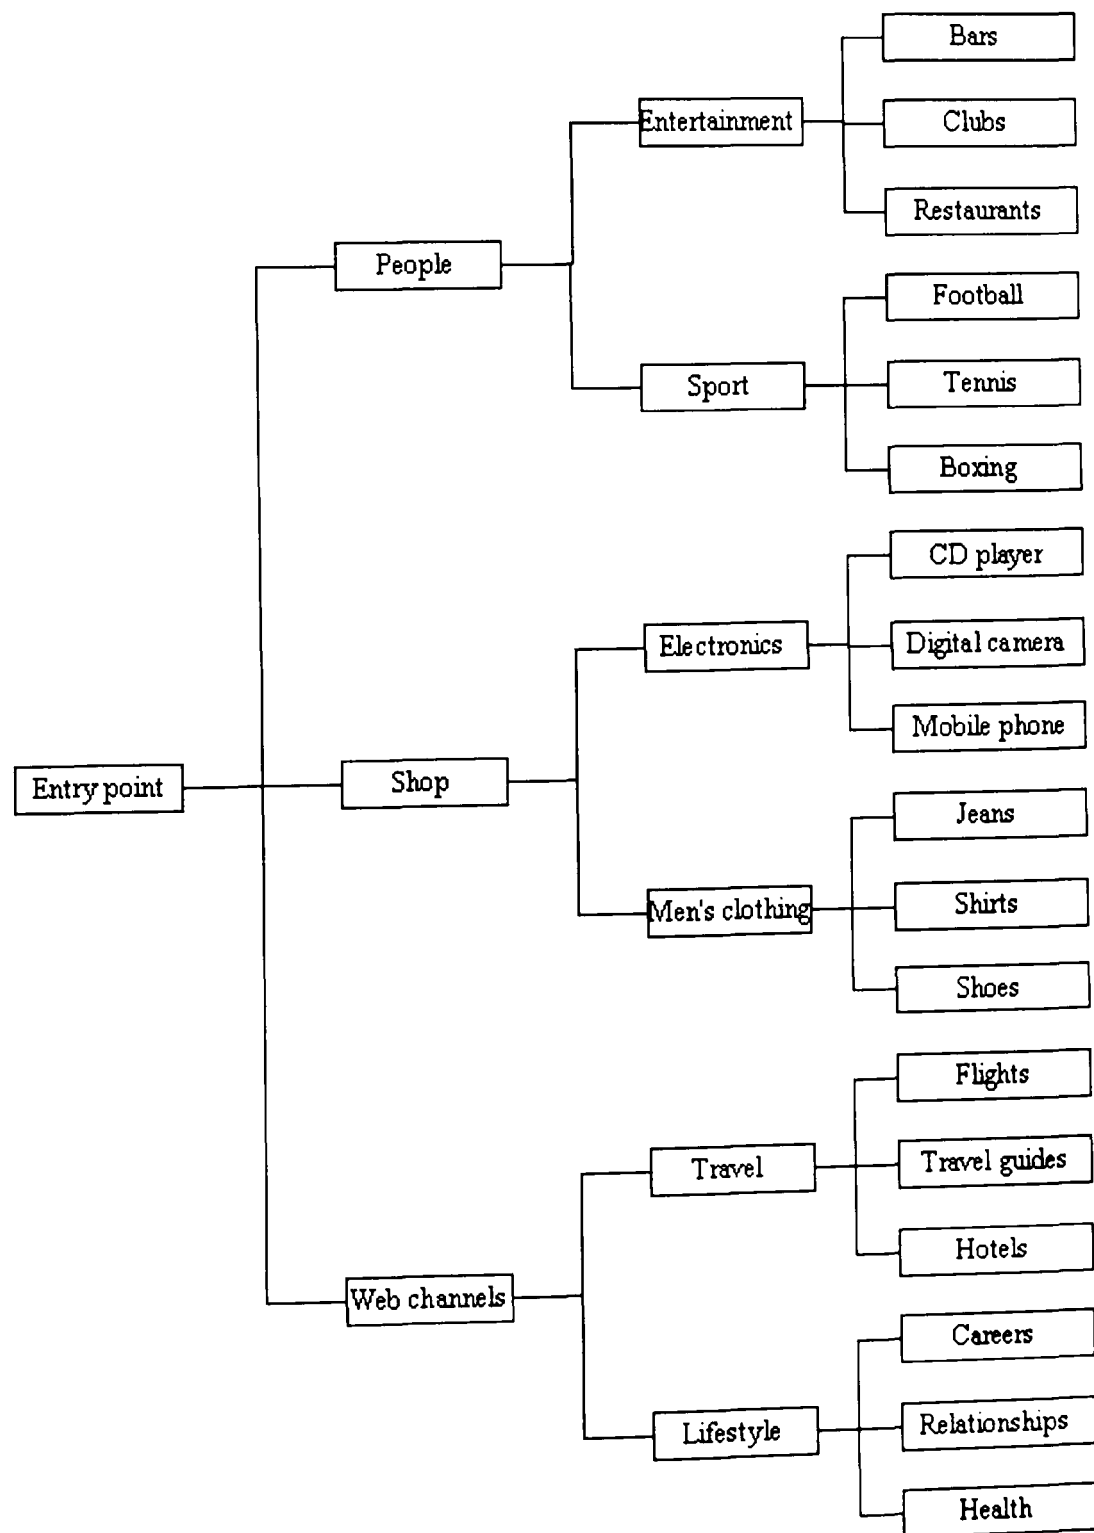 Bars
Entertainment
Clubs
Restaurants
People
Football
Sport
Tennis
Boxing
CD player
Electronics
Digital camera
Mobile phone
Entry point
Shop
Jeans
Men's clothing
Shirts
Shoes
Flights
Travel
Travel guides
Hotels
Web channels
Careers
Lifestyle
Relationships
Health